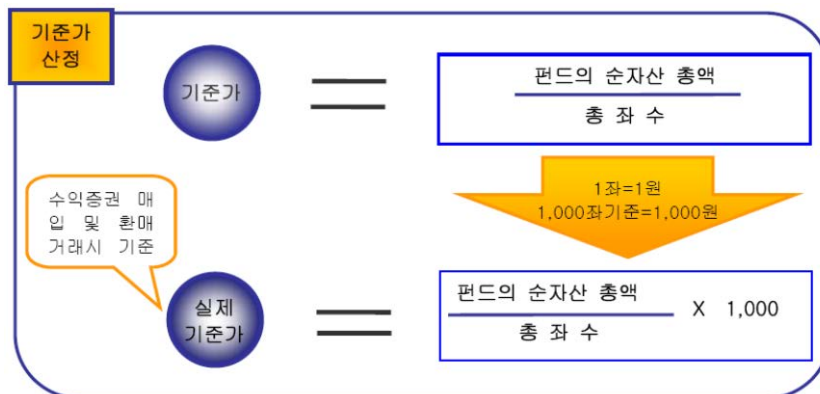 기준가
산정
기준가
펀드의 순자산 총액
총 좌 수
1좌=1원
1,000좌기준=1,000원
수익증권 매
입 및 환매
거래시 기준
실제
기준가
펀드의 순자산 총액
X 1,000
총 좌 수